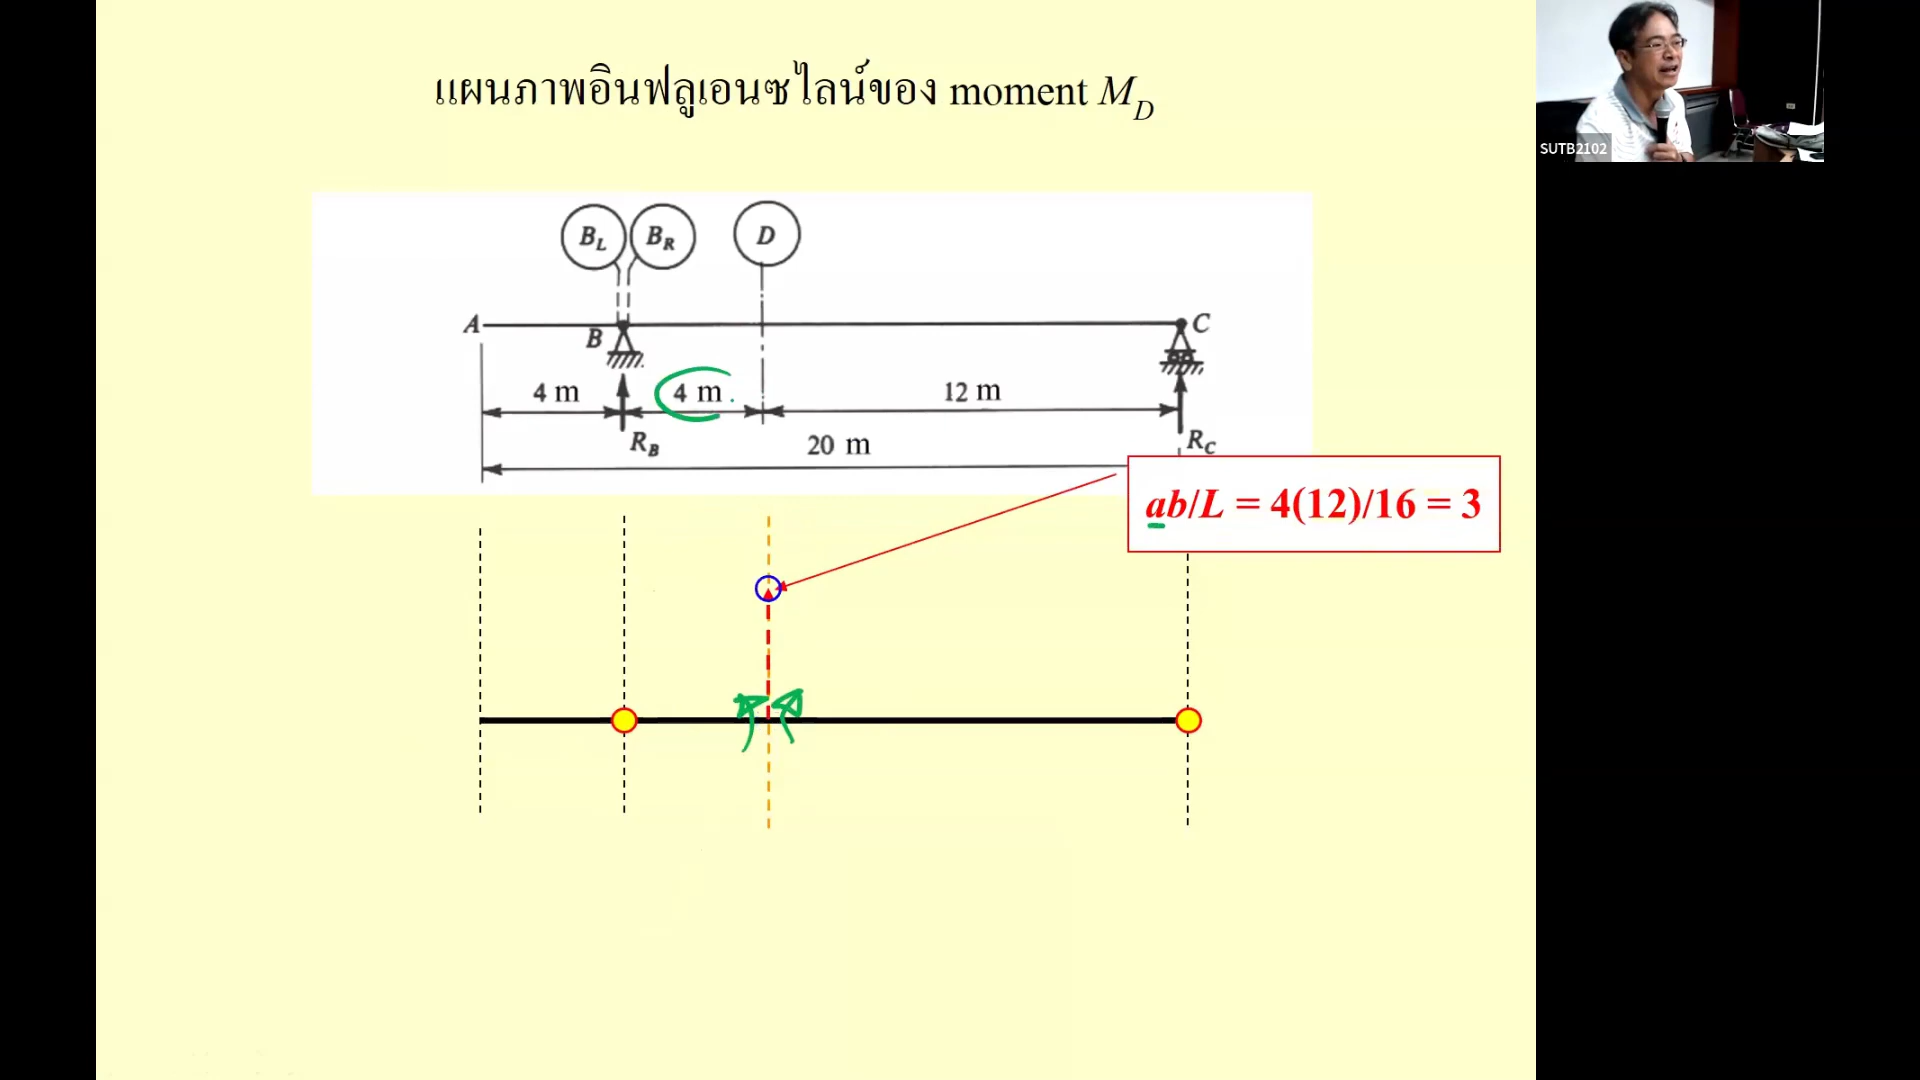 แผนภาพอินฟลูเอนซไลน์ของ moment M_D
SUTB2102
B_L B_R D
A B C
4 m 4 m 12 m
R_B 20 m R_C
ab/L = 4(12)/16 = 3